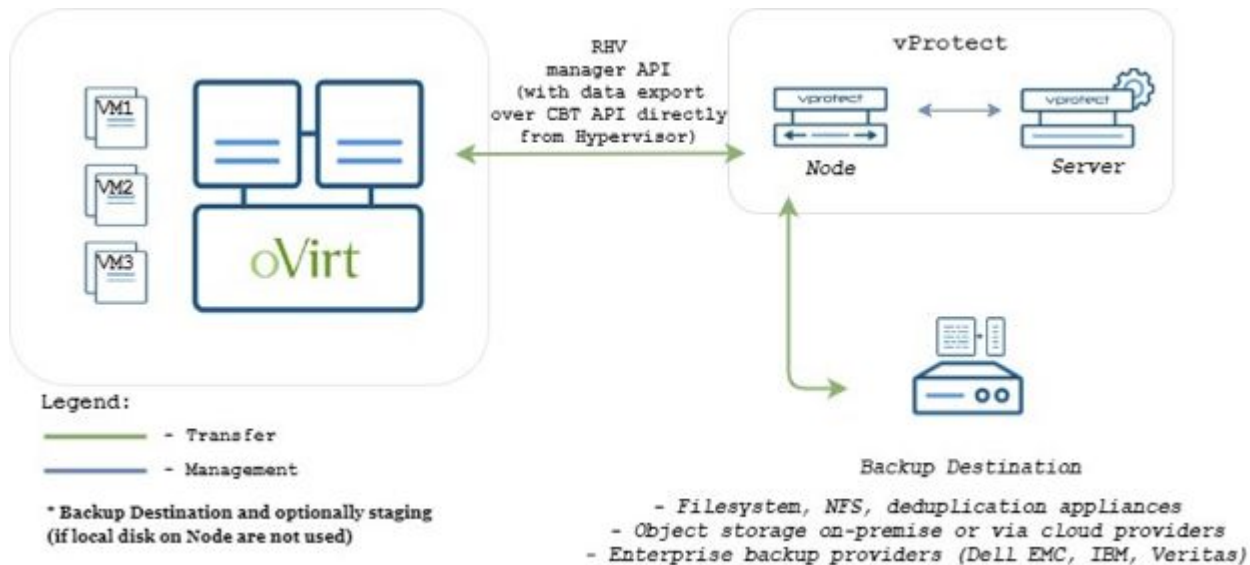 VM1
VM2
VM3
oVirt
RHV
manager API
(with data export
over CBT API directly
from Hypervisor)
vProtect
vprotect
Node
vprotect
Server
Legend:
- Transfer
- Management
* Backup Destination and optionally staging
(if local disk on Node are not used)
Backup Destination
- Filesystem, NFS, deduplication appliances
- Object storage on-premise or via cloud providers
- Enterprise backup providers (Dell EMC, IBM, Veritas)